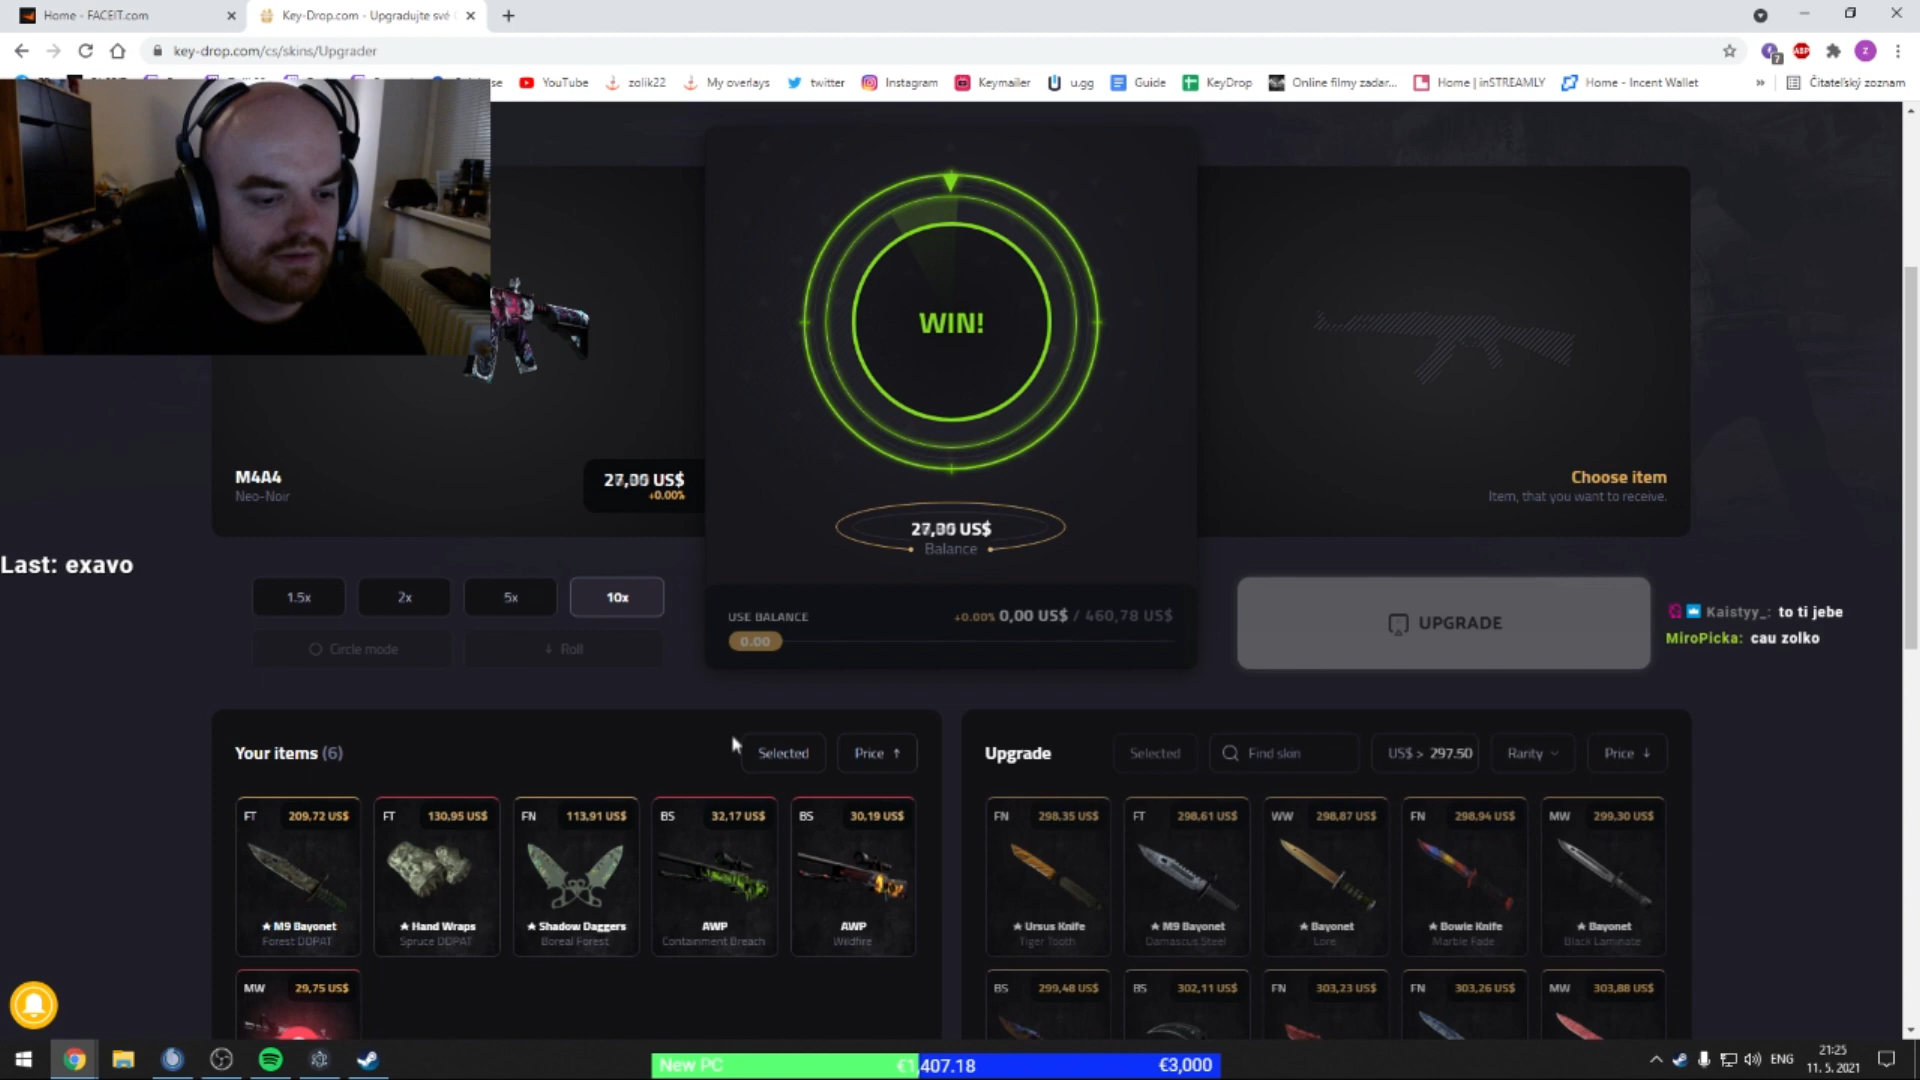 Home - FACEIT.com
Key-Drop.com - Upgradujte své
key-drop.com/cs/skins/Upgrader
YouTube
zolik22
My overlays
twitter
Instagram
Keymailer
u.gg
Guide
KeyDrop
Online filmy zadar...
Home | inSTREAMLY
Home - Incent Wallet
»
Čitateľský zoznam
WIN!
M4A4
Neo-Noir
US$
+0.00%
Choose item
Item, that you want to receive.
US$
Balance
Last: exavo
1.5x
2x
5x
10x
Circle mode
Roll
USE BALANCE
+0.00% 0,00 US$ / 460,78 US$
0.00
UPGRADE
Kaistyy_: to ti jebe
MiroPicka: cau zolko
Your items (6)
Selected
Price ↑
Upgrade
Selected
Find skin
US$ > 297.50
Rarity
Price ↓
FT 209,72 US$
★ M9 Bayonet
Forest DDPAT
FT 130,95 US$
★ Hand Wraps
Spruce DDPAT
FN 113,91 US$
★ Shadow Daggers
Boreal Forest
BS 32,17 US$
AWP
Containment Breach
BS 30,19 US$
AWP
Wildfire
FN 298,35 US$
★ Ursus Knife
Tiger Tooth
FT 298,61 US$
★ M9 Bayonet
Damascus Steel
WW 298,87 US$
★ Bayonet
Lore
FN 298,94 US$
★ Bowie Knife
Marble Fade
MW 299,30 US$
★ Bayonet
Black Laminate
MW 29,75 US$
BS 299,48 US$
BS 302,11 US$
FN 303,23 US$
FN 303,26 US$
MW 303,88 US$
New PC
€1,407.18
€3,000
ENG
21:25
11. 5. 2021